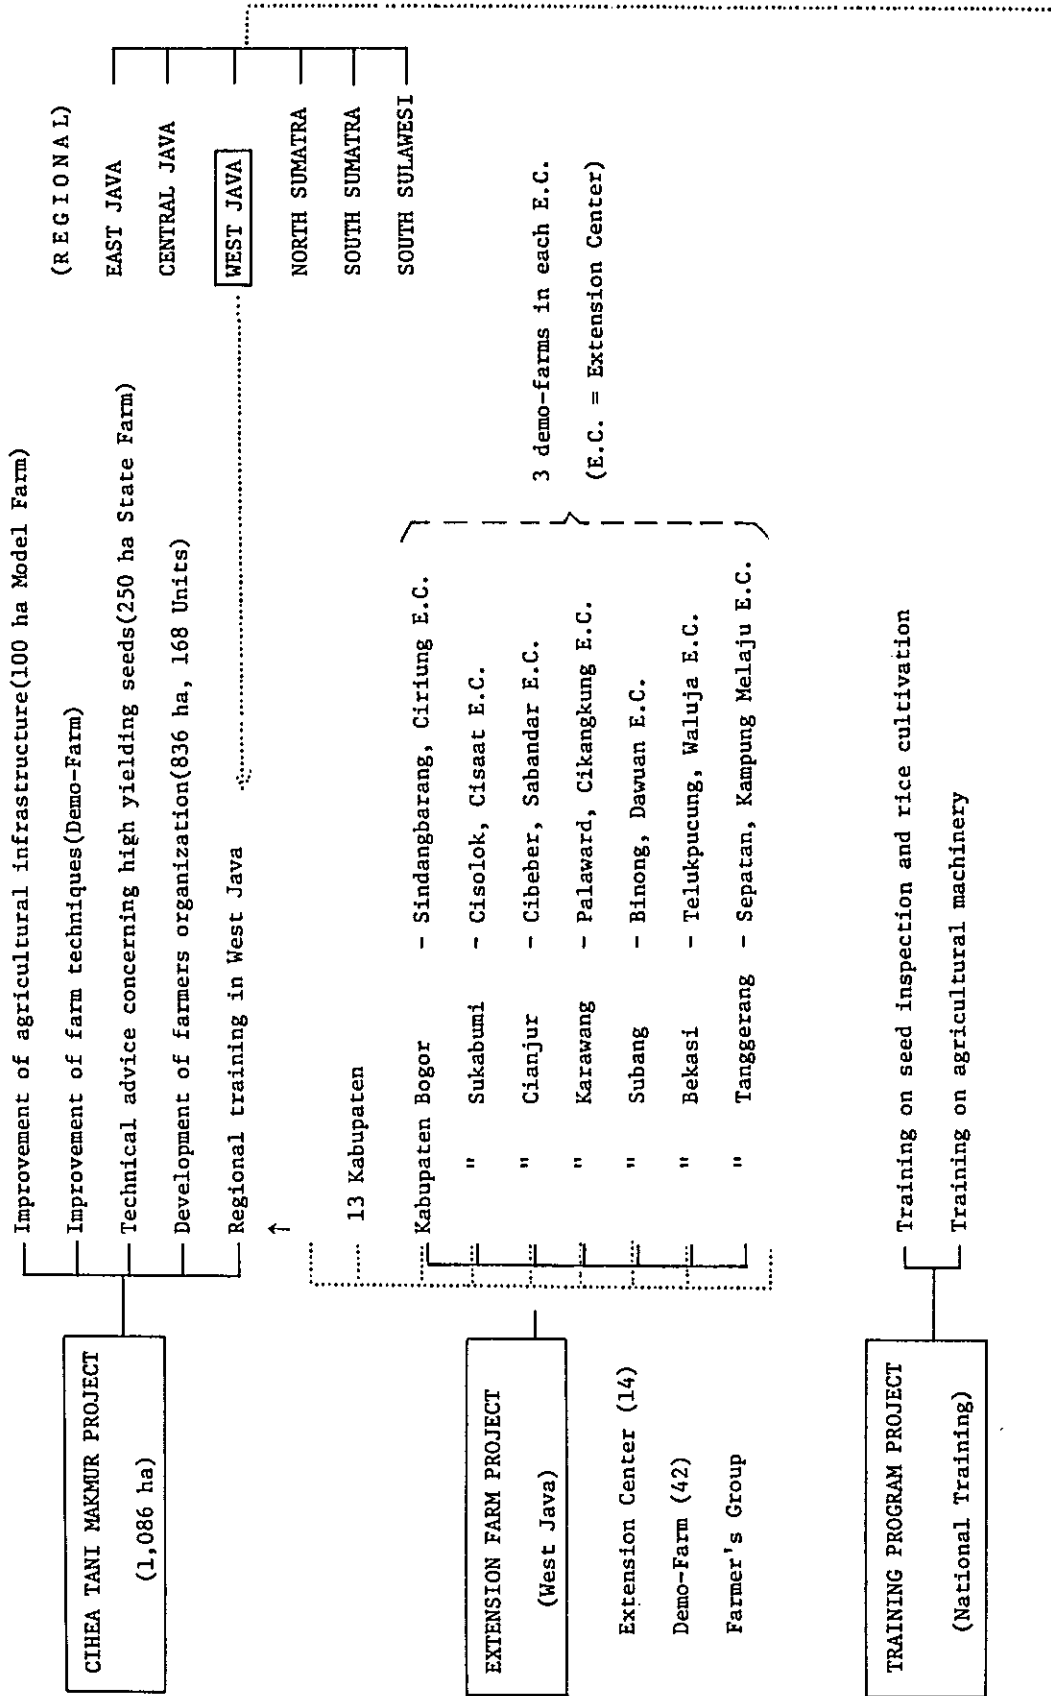 CIHEA TANI MAKMUR PROJECT
(1,086 ha)
Improvement of agricultural infrastructure(100 ha Model Farm)
Improvement of farm techniques(Demo-Farm)
Technical advice concerning high yielding seeds(250 ha State Farm)
Development of farmers organization(836 ha, 168 Units)
Regional training in West Java
(REGIONAL)
EAST JAVA
CENTRAL JAVA
WEST JAVA
NORTH SUMATRA
SOUTH SUMATRA
SOUTH SULAWESI
EXTENSION FARM PROJECT
(West Java)
Extension Center (14)
Demo-Farm (42)
Farmer's Group
13 Kabupaten
Kabupaten Bogor - Sindangbarang, Ciriung E.C.
" Sukabumi - Cisolok, Cisaat E.C.
" Cianjur - Cibeber, Sabandar E.C.
" Karawang - Palaward, Cikangkung E.C.
" Subang - Binong, Dawuan E.C.
" Bekasi - Telukpucung, Waluja E.C.
" Tanggerang - Sepatan, Kampung Melaju E.C.
3 demo-farms in each E.C.
(E.C. = Extension Center)
TRAINING PROGRAM PROJECT
(National Training)
Training on seed inspection and rice cultivation
Training on agricultural machinery